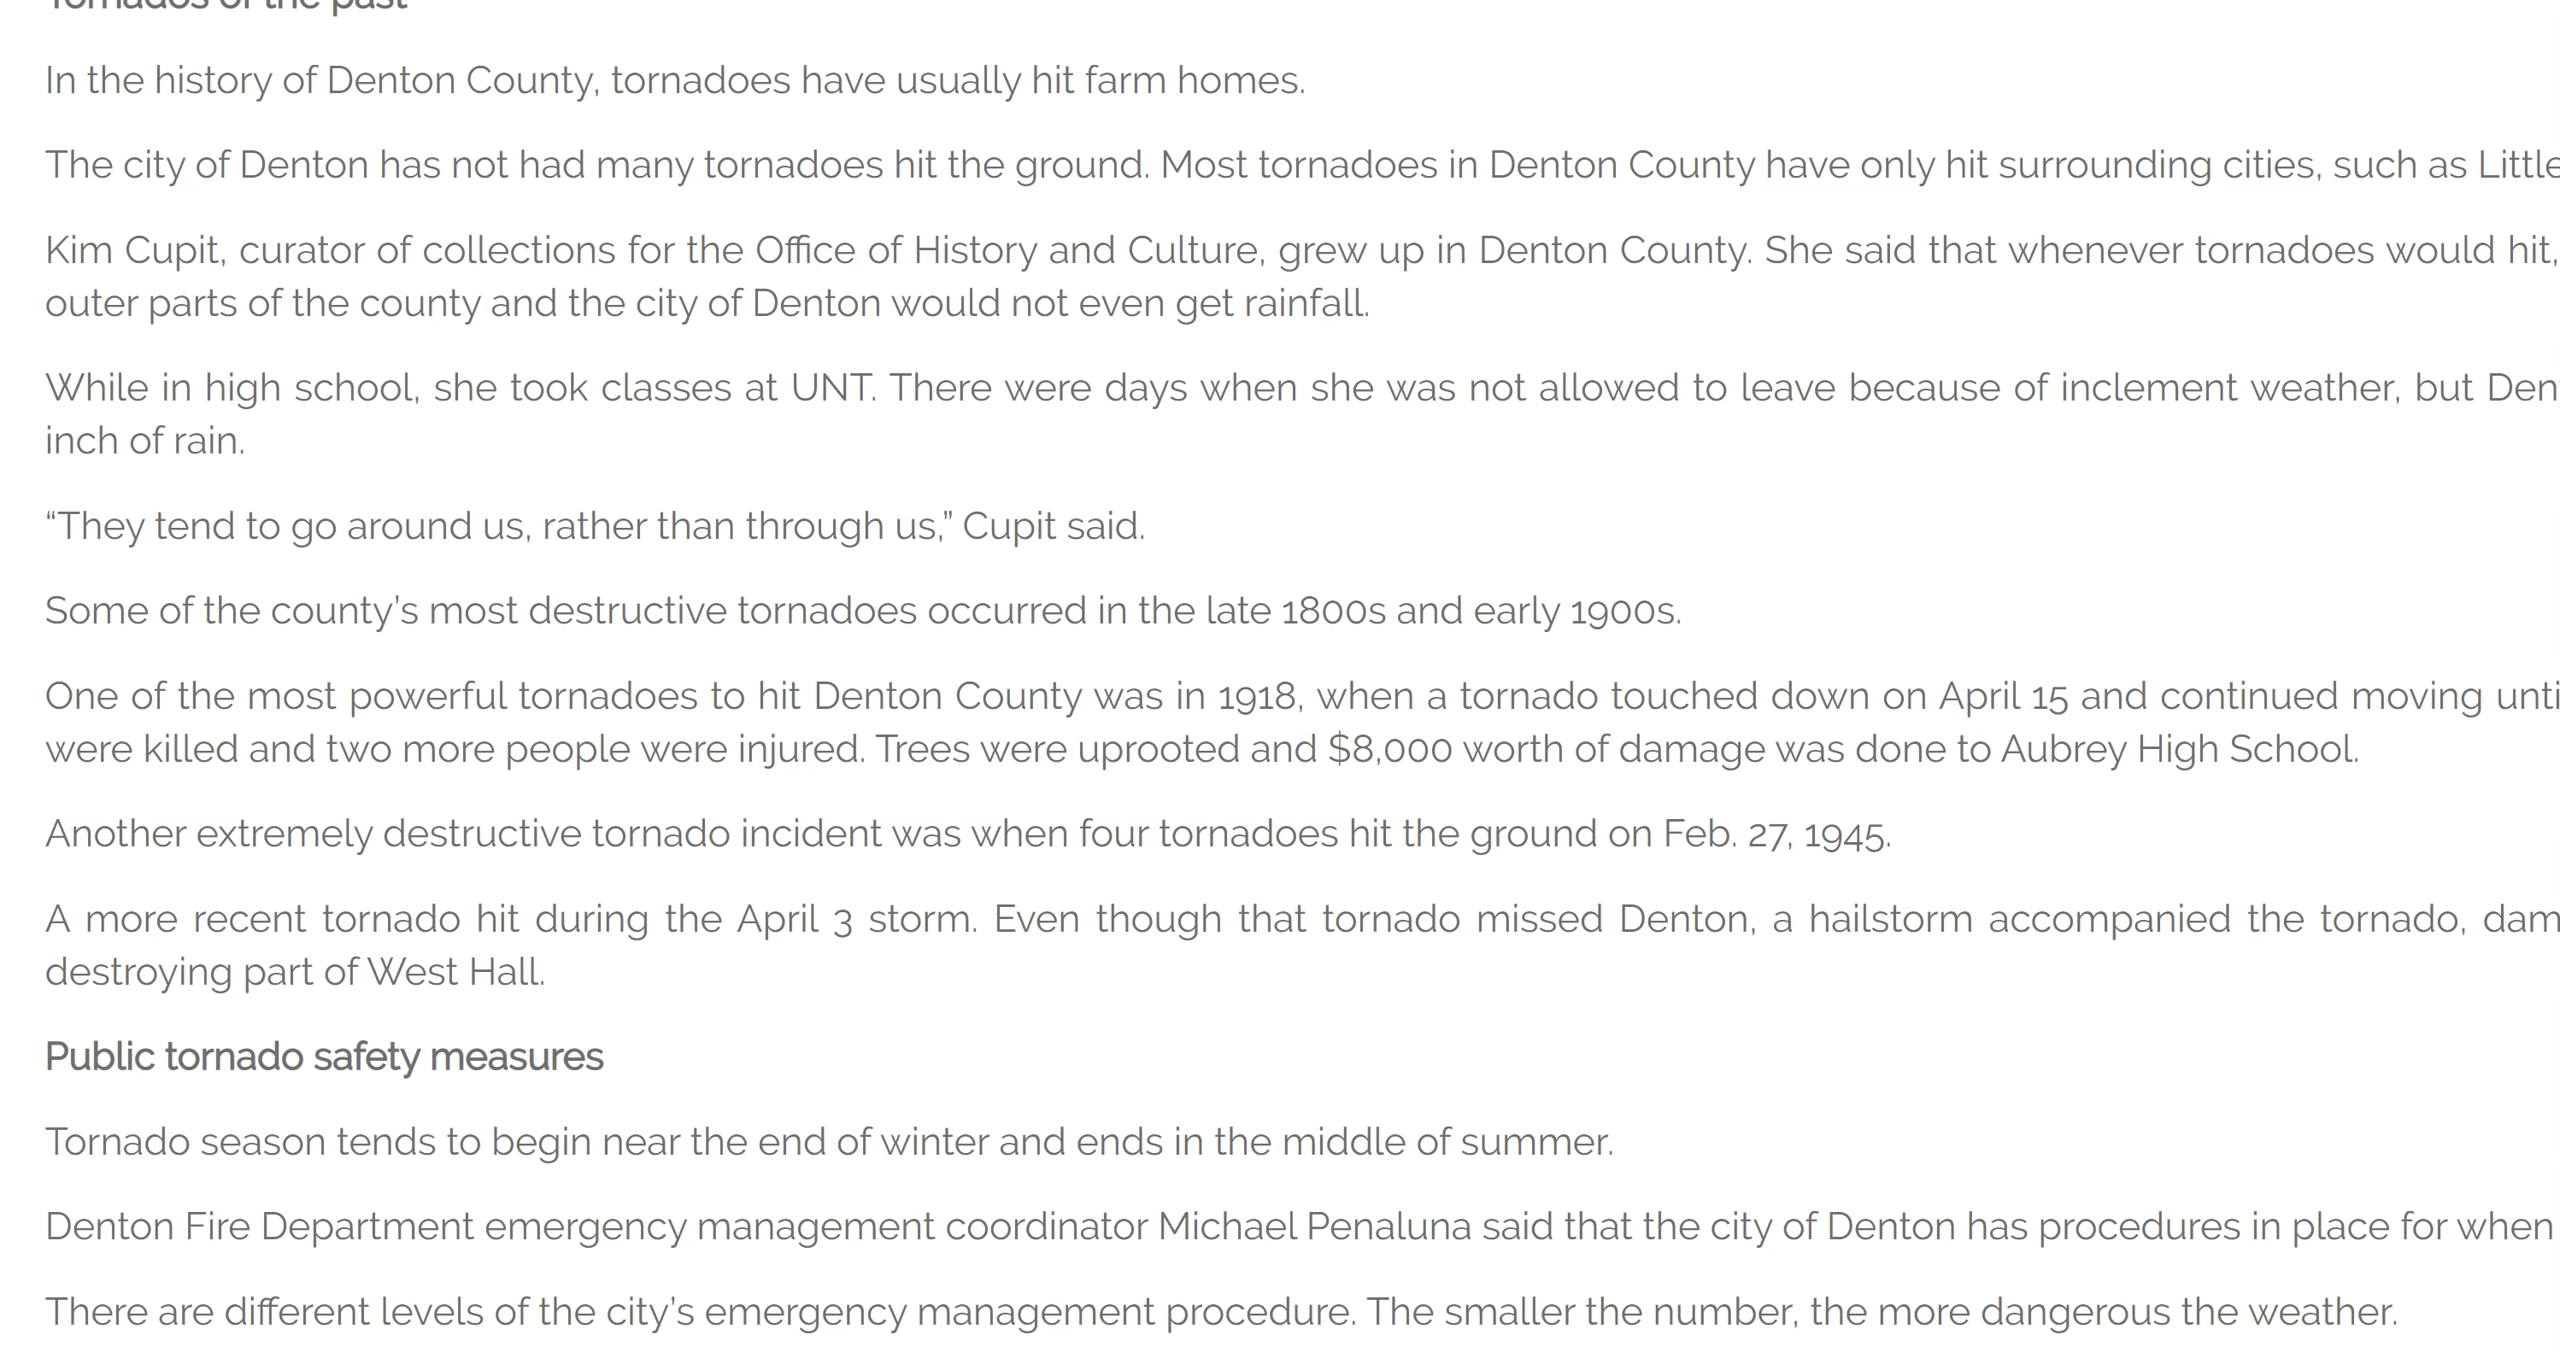 Tornados of the past
In the history of Denton County, tornadoes have usually hit farm homes.
The city of Denton has not had many tornadoes hit the ground. Most tornadoes in Denton County have only hit surrounding cities, such as Little
Kim Cupit, curator of collections for the Office of History and Culture, grew up in Denton County. She said that whenever tornadoes would hit,
outer parts of the county and the city of Denton would not even get rainfall.
While in high school, she took classes at UNT. There were days when she was not allowed to leave because of inclement weather, but
inch of rain.
“They tend to go around us, rather than through us,” Cupit said.
Some of the county’s most destructive tornadoes occurred in the late 1800s and early 1900s.
One of the most powerful tornadoes to hit Denton County was in 1918, when a tornado touched down on April 15 and continued moving
were killed and two more people were injured. Trees were uprooted and $8,000 worth of damage was done to Aubrey High School.
Another extremely destructive tornado incident was when four tornadoes hit the ground on Feb. 27, 1945.
A more recent tornado hit during the April 3 storm. Even though that tornado missed Denton, a hailstorm accompanied the tornado,
destroying part of West Hall.
Public tornado safety measures
Tornado season tends to begin near the end of winter and ends in the middle of summer.
Denton Fire Department emergency management coordinator Michael Penaluna said that the city of Denton has procedures in place for when
There are different levels of the city’s emergency management procedure. The smaller the number, the more dangerous the weather.